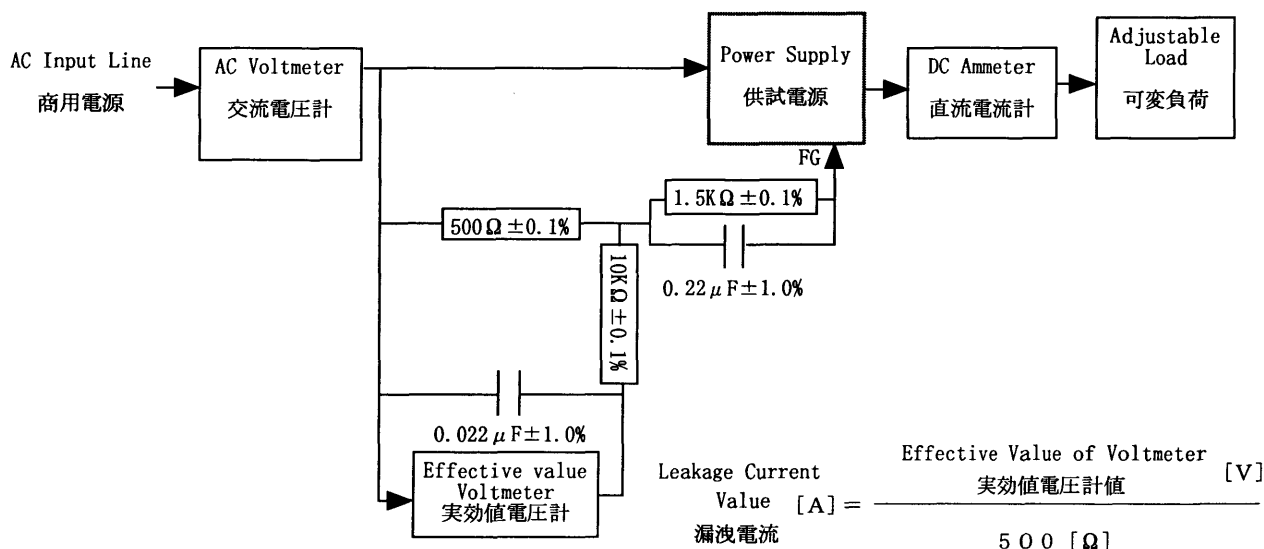 AC Input Line
商用電源
AC Voltmeter
交流電圧計
Power Supply
供試電源
DC Ammeter
直流電流計
Adjustable
Load
可変負荷
FG
1.5KΩ±0.1%
500Ω±0.1%
0.22μF±1.0%
10KΩ±0.1%
0.022μF±1.0%
Effective value
Voltmeter
実効値電圧計
Leakage Current
Value [A] =
漏洩電流
Effective Value of Voltmeter
実効値電圧計値 [V]
500 [Ω]